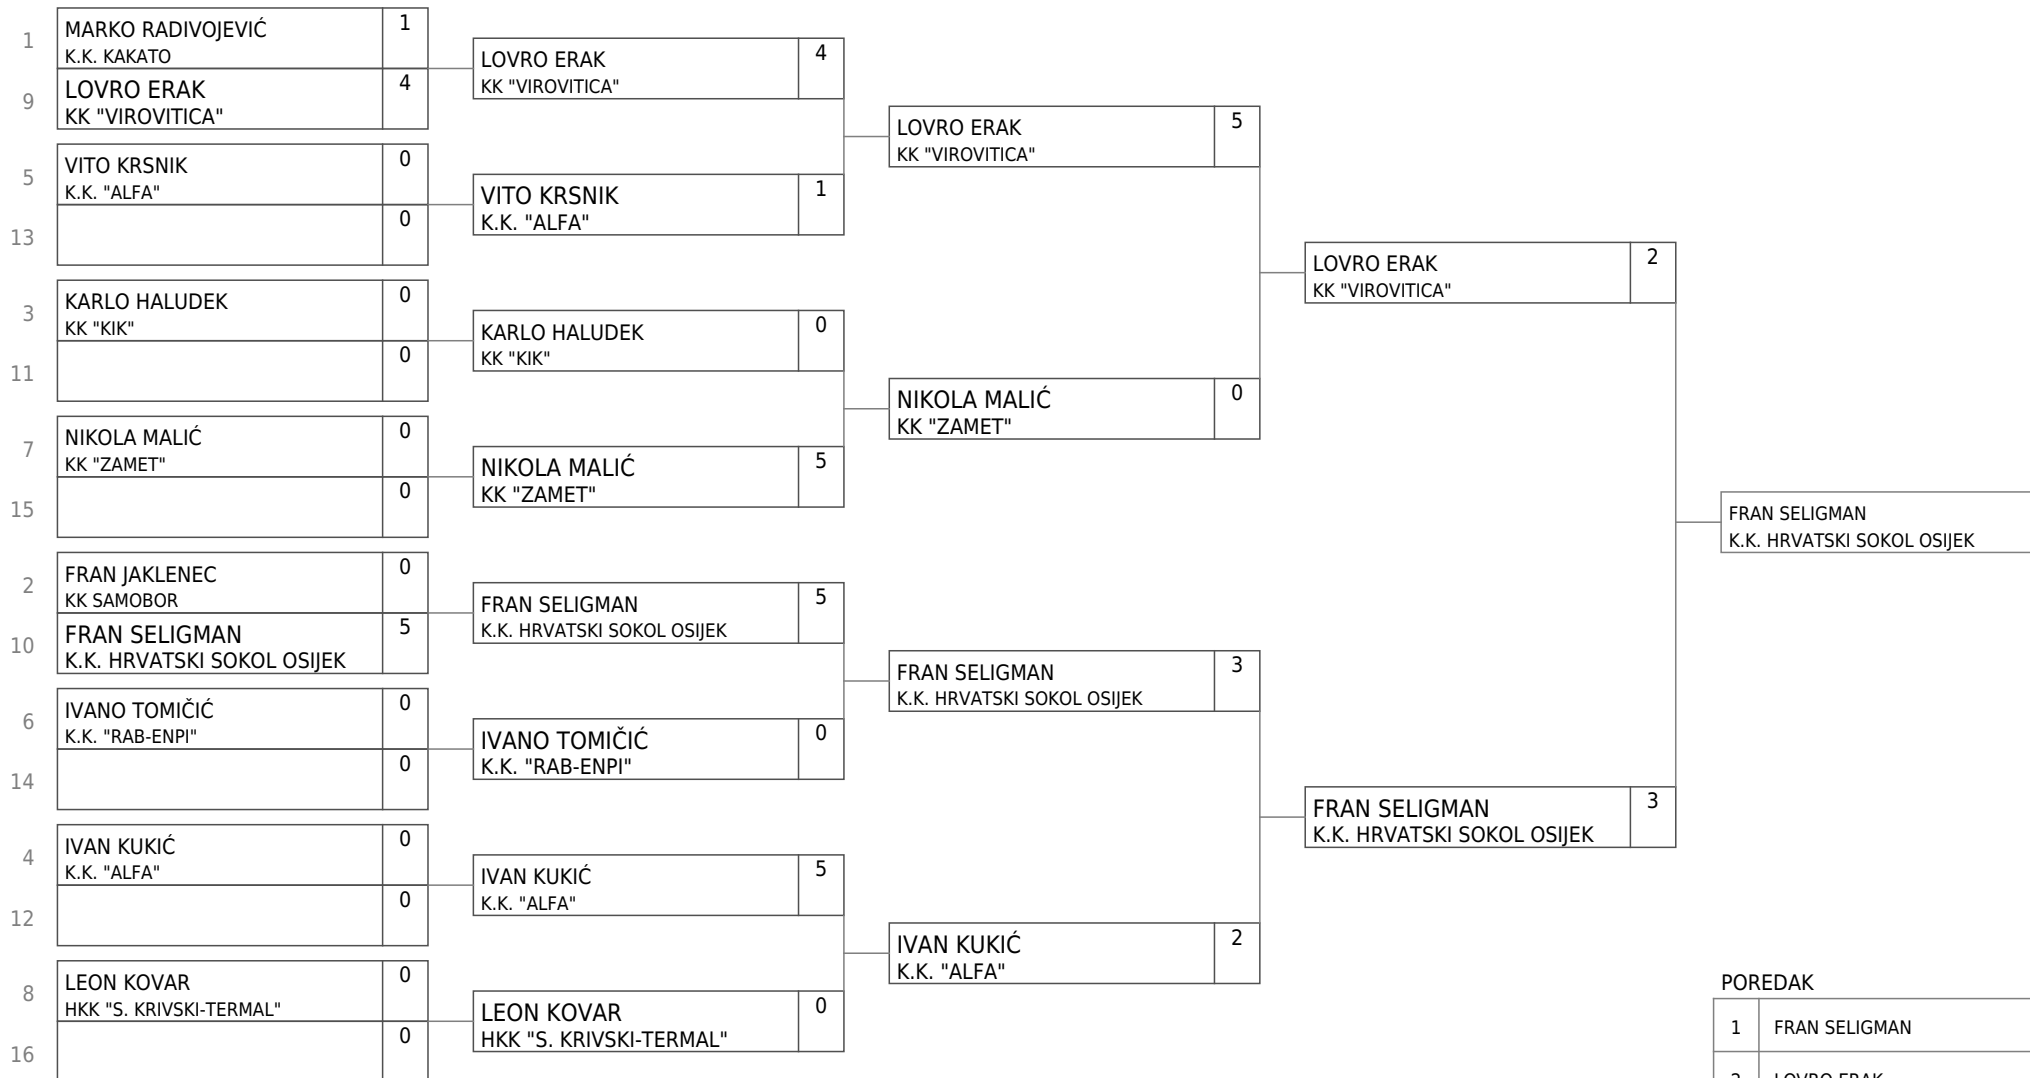 1
MARKO RADIVOJEVIĆ
K.K. KAKATO
1
9
LOVRO ERAK
KK "VIROVITICA"
4
5
VITO KRSNIK
K.K. "ALFA"
0
13
0
3
KARLO HALUDEK
KK "KIK"
0
11
0
7
NIKOLA MALIĆ
KK "ZAMET"
0
15
0
2
FRAN JAKLENEC
KK SAMOBOR
0
10
FRAN SELIGMAN
K.K. HRVATSKI SOKOL OSIJEK
5
6
IVANO TOMIČIĆ
K.K. "RAB-ENPI"
0
14
0
4
IVAN KUKIĆ
K.K. "ALFA"
0
12
0
8
LEON KOVAR
HKK "S. KRIVSKI-TERMAL"
0
16
0
LOVRO ERAK
KK "VIROVITICA"
4
VITO KRSNIK
K.K. "ALFA"
1
KARLO HALUDEK
KK "KIK"
0
NIKOLA MALIĆ
KK "ZAMET"
5
FRAN SELIGMAN
K.K. HRVATSKI SOKOL OSIJEK
5
IVANO TOMIČIĆ
K.K. "RAB-ENPI"
0
IVAN KUKIĆ
K.K. "ALFA"
5
LEON KOVAR
HKK "S. KRIVSKI-TERMAL"
0
LOVRO ERAK
KK "VIROVITICA"
5
NIKOLA MALIĆ
KK "ZAMET"
0
FRAN SELIGMAN
K.K. HRVATSKI SOKOL OSIJEK
3
IVAN KUKIĆ
K.K. "ALFA"
2
LOVRO ERAK
KK "VIROVITICA"
2
FRAN SELIGMAN
K.K. HRVATSKI SOKOL OSIJEK
3
FRAN SELIGMAN
K.K. HRVATSKI SOKOL OSIJEK
POREDAK
1 FRAN SELIGMAN
2 LOVRO ERAK